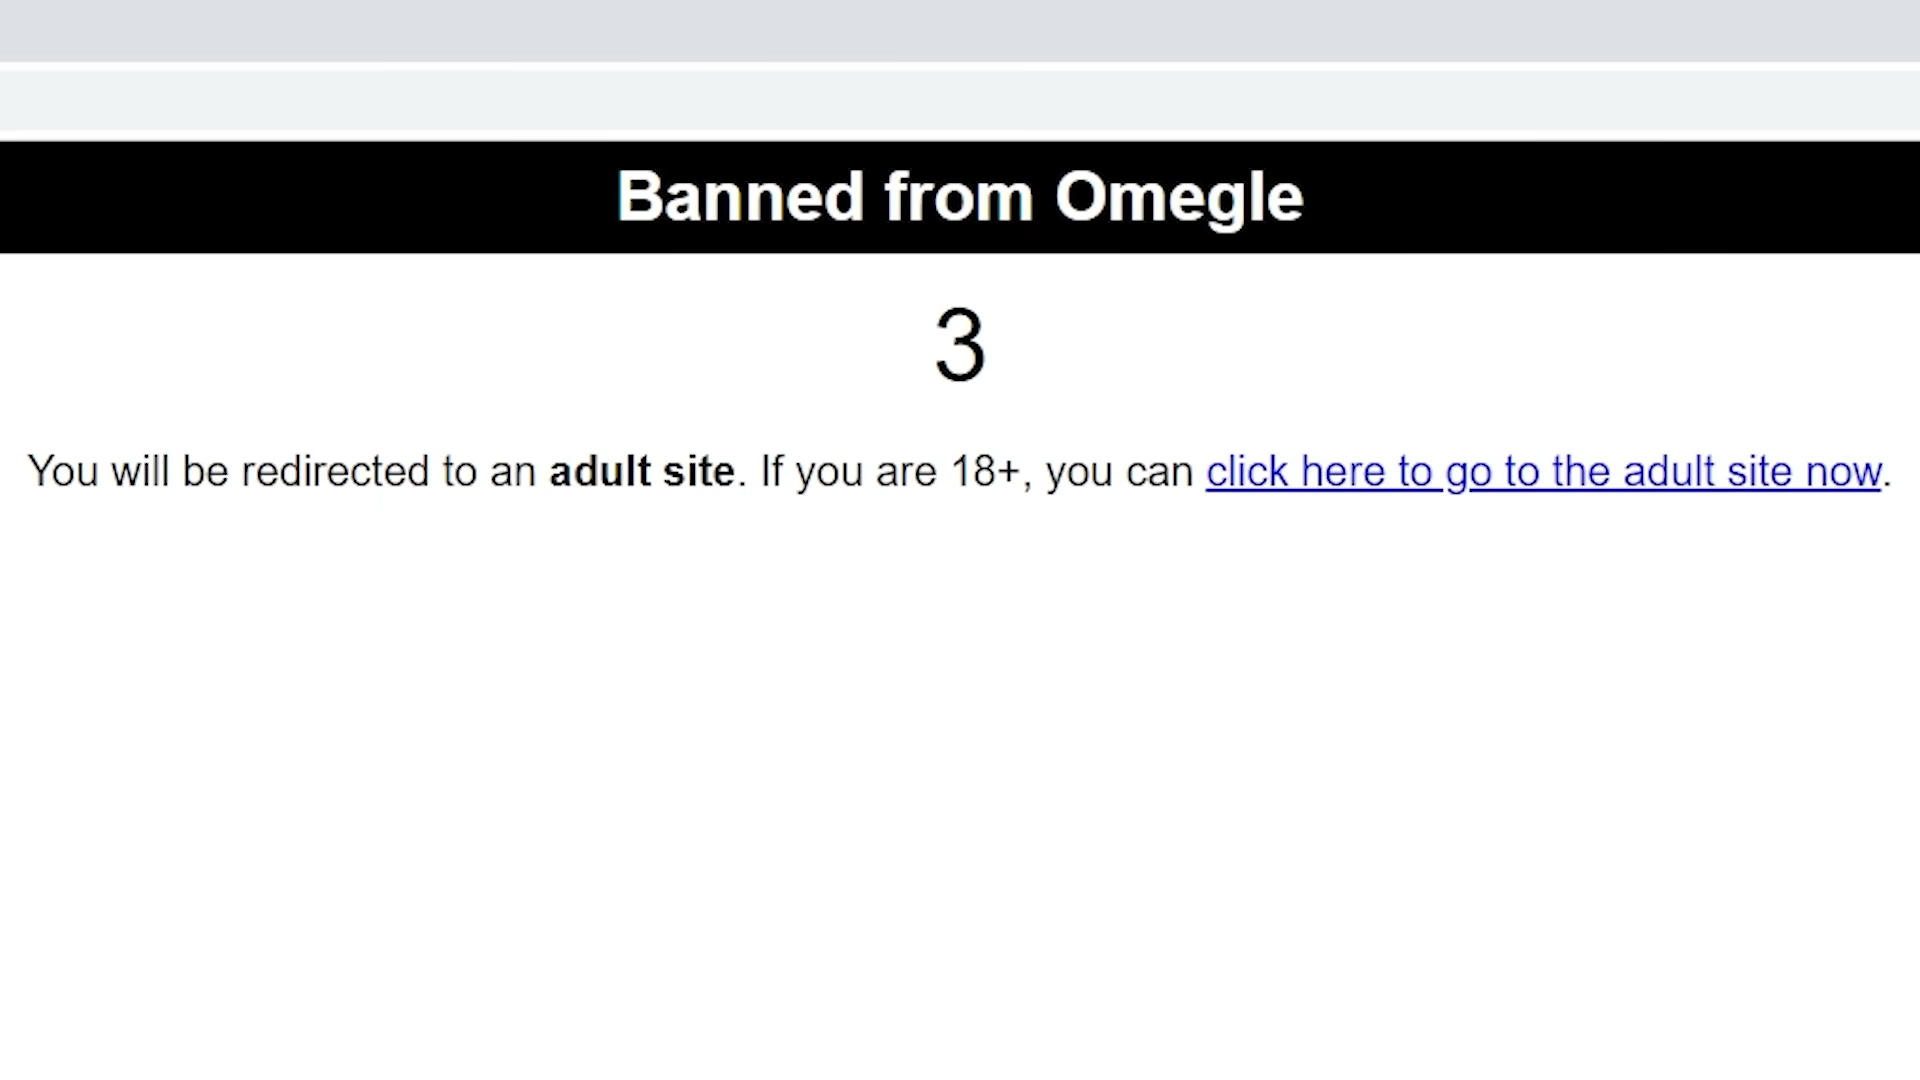 Banned from Omegle
3
You will be redirected to an adult site. If you are 18+, you can click here to go to the adult site now.